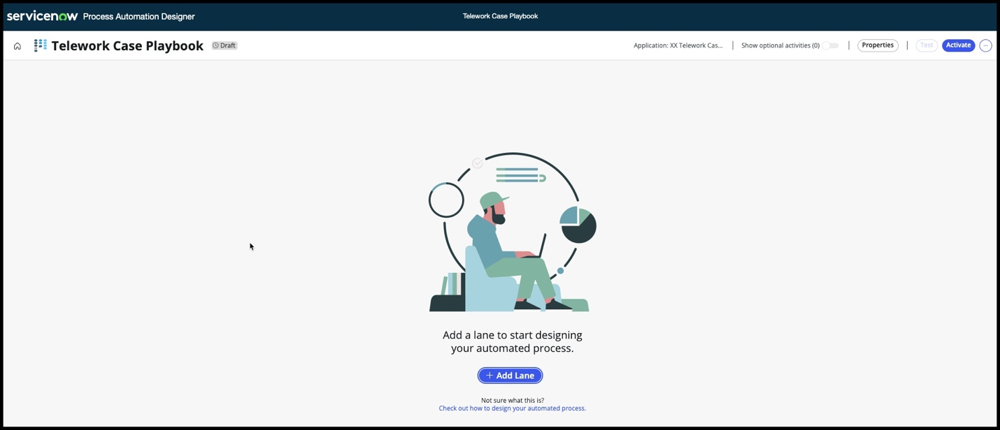 servicenow Process Automation Designer
Telework Case Playbook
Telework Case Playbook
Draft
Application: XX Telework Cas...
Show optional activities (0)
Properties
Test
Activate
Add a lane to start designing
your automated process.
+ Add Lane
Not sure what this is?
Check out how to design your automated process.